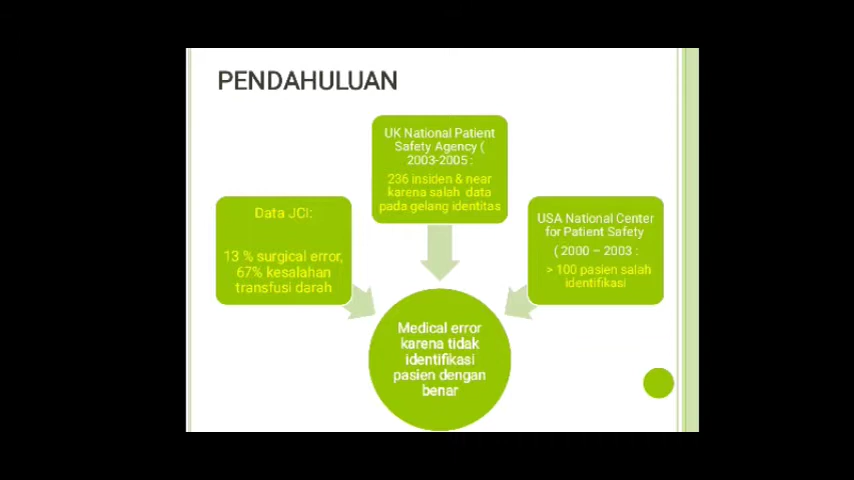 PENDAHULUAN
UK National Patient
Safety Agency (
2003-2005 :
236 insiden & near
karena salah data
pada gelang identitas
Data JCI:
13 % surgical error,
67% kesalahan
transfusi darah
USA National Center
for Patient Safety
( 2000 – 2003 :
> 100 pasien salah
identifikasi
Medical error
karena tidak
identifikasi
pasien dengan
benar